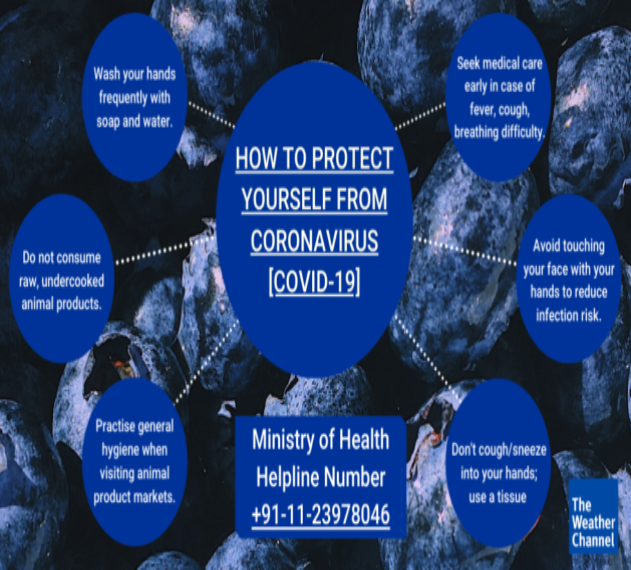 Wash your hands
frequently with
soap and water.
Seek medical care
early in case of
fever, cough,
breathing difficulty.
HOW TO PROTECT
YOURSELF FROM
CORONAVIRUS
[COVID-19]
Do not consume
raw, undercooked
animal products.
Avoid touching
your face with your
hands to reduce
infection risk.
Practise general
hygiene when
visiting animal
product markets.
Ministry of Health
Helpline Number
+91-11-23978046
Don't cough/sneeze
into your hands;
use a tissue
The
Weather
Channel